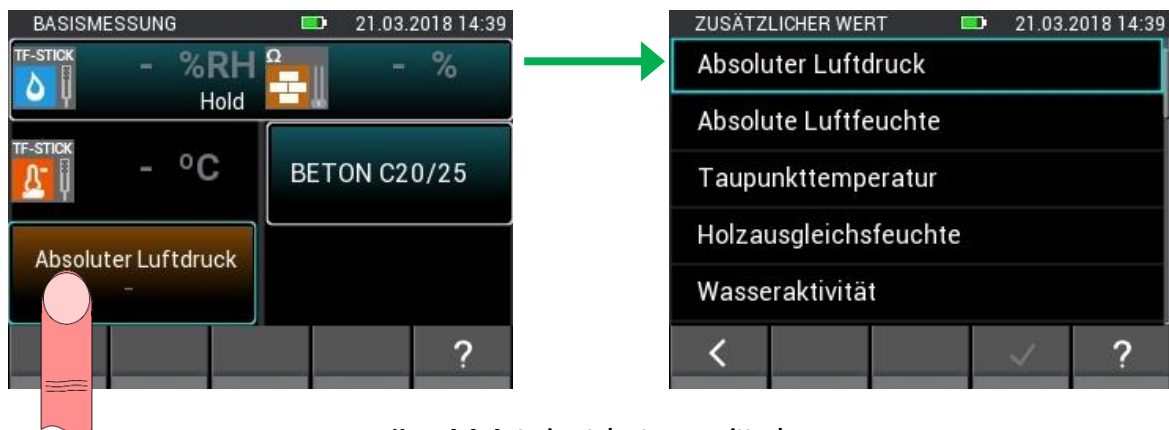 BASISMESSUNG 21.03.2018 14:39
TF-STICK - %RH Ω - %
Hold
TF-STICK - °C BETON C20/25
Absoluter Luftdruck
-
?
ZUSÄTZLICHER WERT 21.03.2018 14:39
Absoluter Luftdruck
Absolute Luftfeuchte
Taupunkttemperatur
Holzausgleichsfeuchte
Wasseraktivität
?